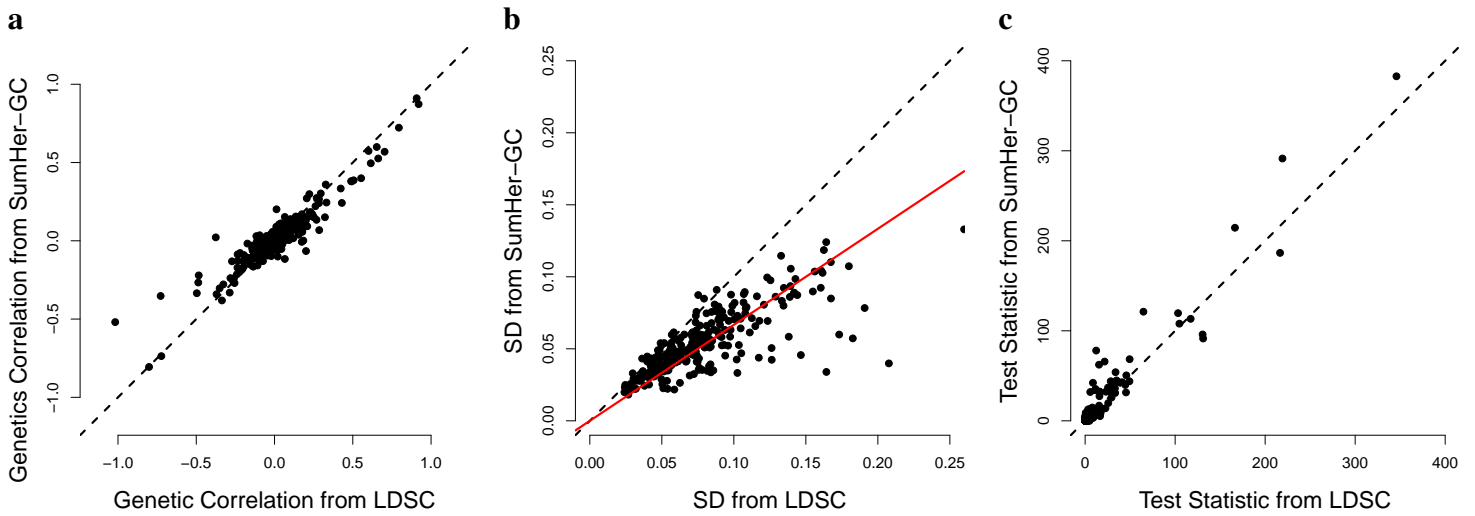 a
Genetics Correlation from SumHer−GC
1.0
0.5
0.0
−0.5
−1.0
−1.0 −0.5 0.0 0.5 1.0
Genetic Correlation from LDSC
b
SD from SumHer−GC
0.25
0.20
0.15
0.10
0.05
0.00
0.00 0.05 0.10 0.15 0.20 0.25
SD from LDSC
c
Test Statistic from SumHer−GC
400
300
200
100
0
0 100 200 300 400
Test Statistic from LDSC